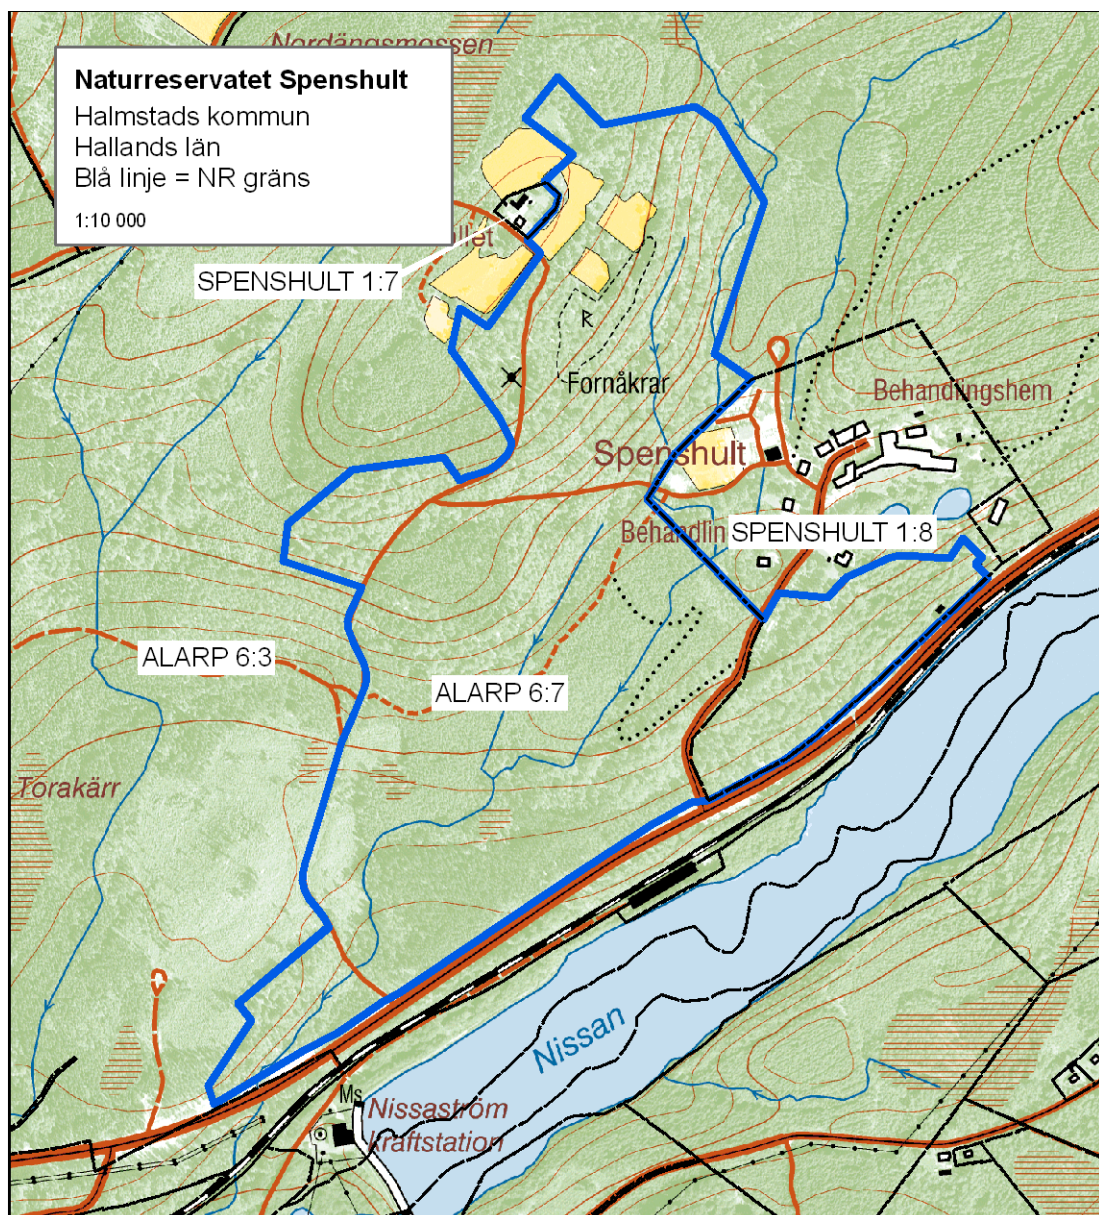 Nordängsmossen
Naturreservatet Spenshult
Halmstads kommun
Hallands län
Blå linje = NR gräns
1:10 000
SPENSHULT 1:7
R
Fornåkrar
Behandlingshem
Spenshult
SPENSHULT 1:8
ALARP 6:3
ALARP 6:7
Torakärr
Nissan
Ms
Nissaström
kraftstation